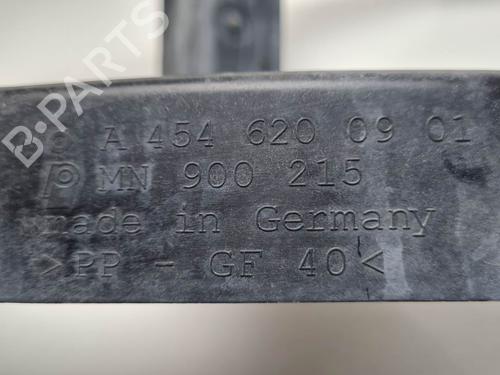 B-PARTS
A 454 620 09 01
MN 900 215
made in Germany
>PP - GF 40<